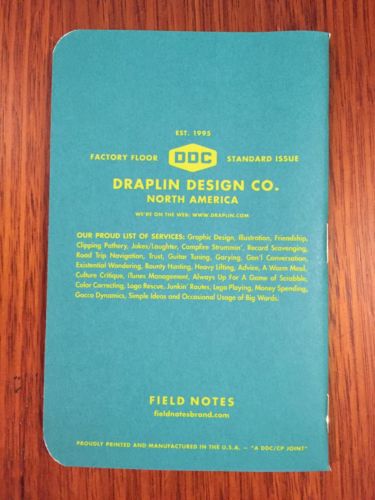 EST. 1995
FACTORY FLOOR DDC STANDARD ISSUE
DRAPLIN DESIGN CO.
NORTH AMERICA
WE'RE ON THE WEB: WWW.DRAPLIN.COM
OUR PROUD LIST OF SERVICES: Graphic Design, Illustration, Friendship,
Clipping Pathery, Jokes/Laughter, Campfire Strummin', Record Scavenging,
Road Trip Navigation, Trust, Guitar Tuning, Garying, Gen'l Conversation,
Existential Wandering, Bounty Hunting, Heavy Lifting, Advice, A Warm Meal,
Culture Critique, iTunes Management, Always Up For A Game of Scrabble,
Color Correcting, Logo Rescue, Junkin' Routes, Lego Playing, Money Spending,
Gocco Dynamics, Simple Ideas and Occasional Usage of Big Words.
FIELD NOTES
fieldnotesbrand.com
PROUDLY PRINTED AND MANUFACTURED IN THE U.S.A. – "A DDC/CP JOINT"